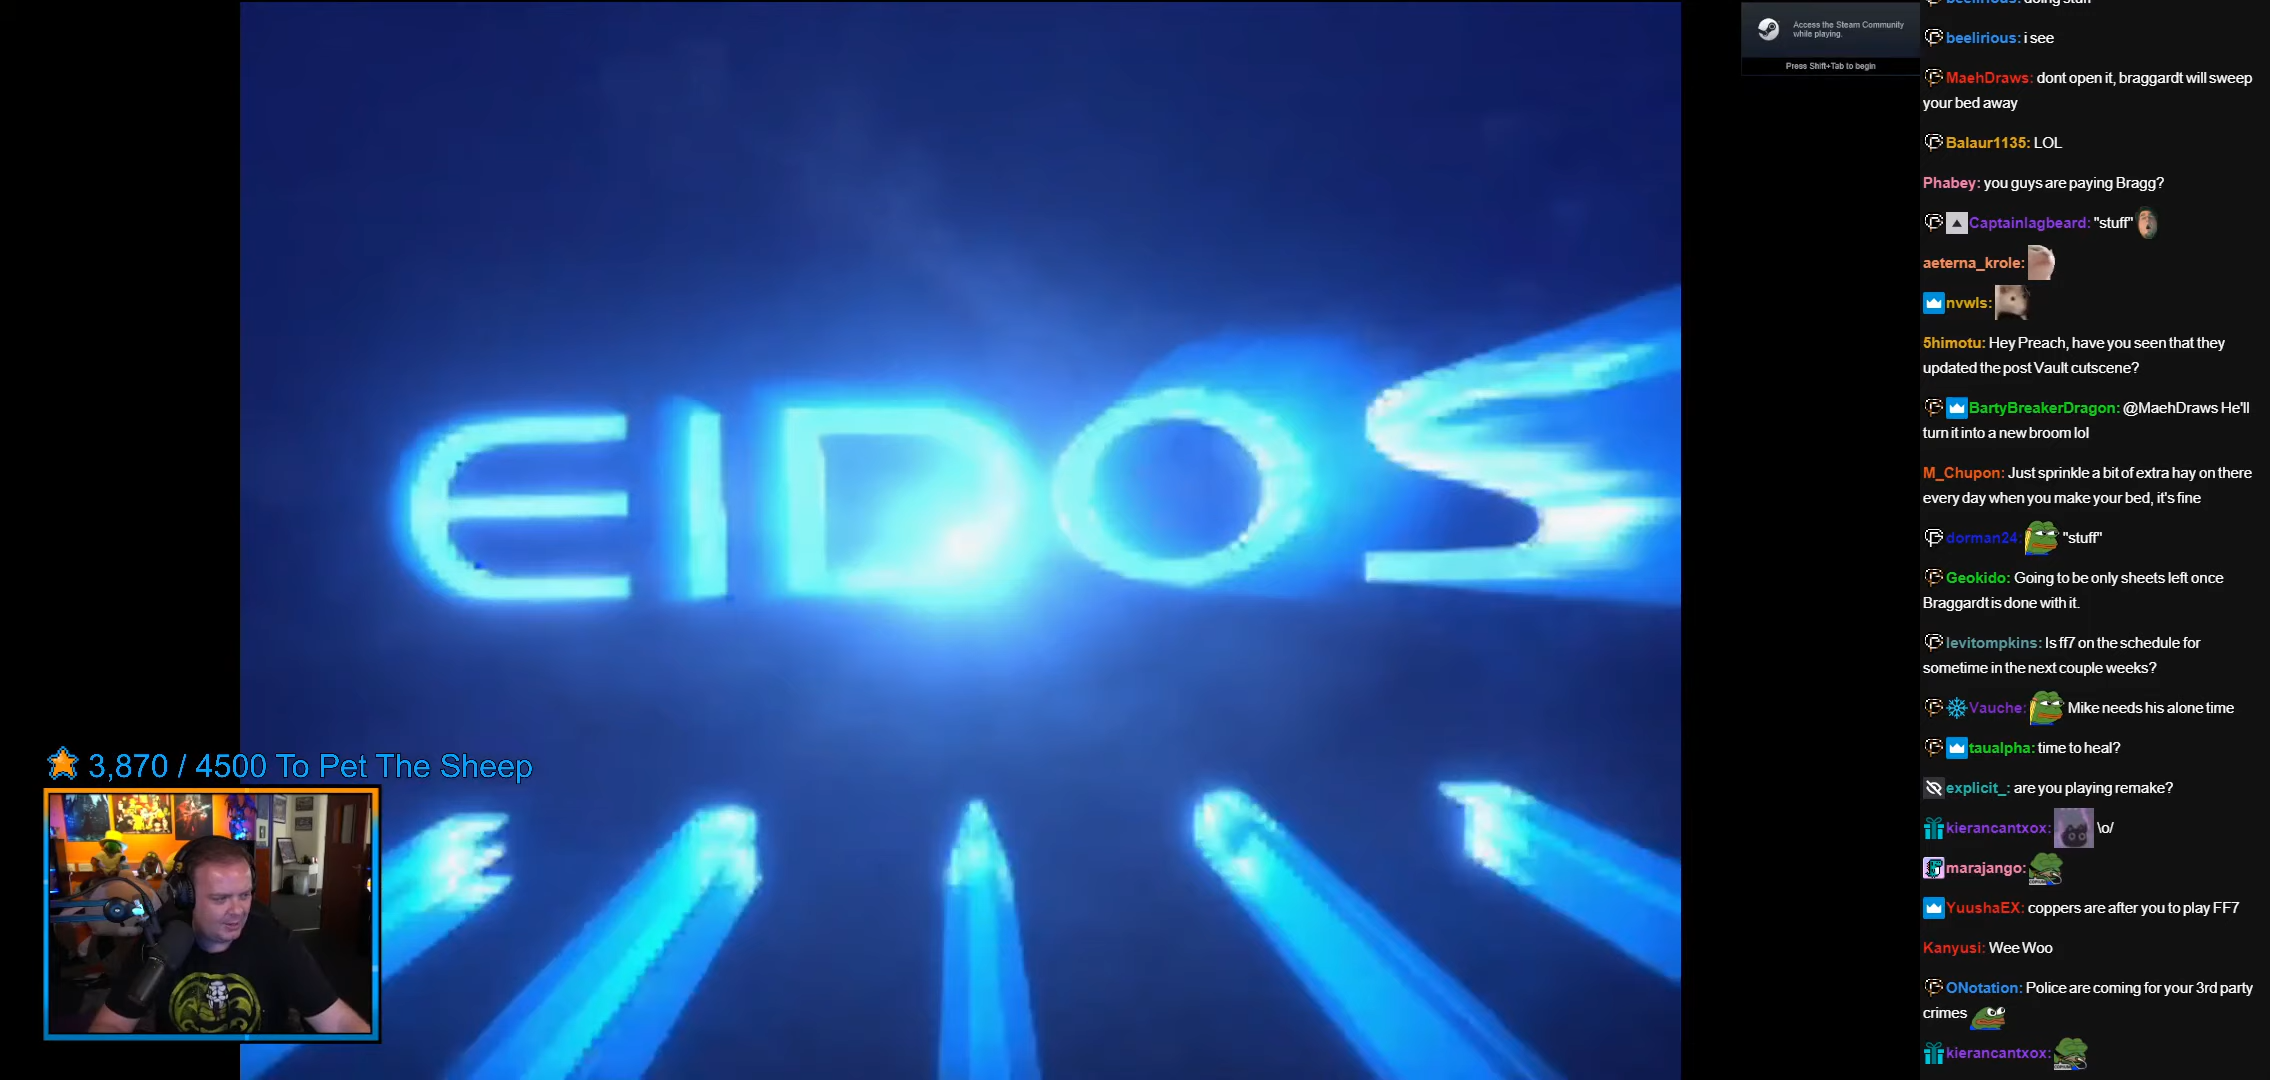 EIDOS
Access the Steam Community
while playing.
Press Shift+Tab to begin
3,870 / 4500 To Pet The Sheep
beelirious: doing stuff
beelirious: i see
MaehDraws: dont open it, braggardt will sweep
your bed away
Balaur1135: LOL
Phabey: you guys are paying Bragg?
Captainlagbeard: "stuff"
aeterna_krole:
nvwls:
5himotu: Hey Preach, have you seen that they
updated the post Vault cutscene?
BartyBreakerDragon: @MaehDraws He'll
turn it into a new broom lol
M_Chupon: Just sprinkle a bit of extra hay on there
every day when you make your bed, it's fine
dorman24: "stuff"
Geokido: Going to be only sheets left once
Braggardt is done with it.
levitompkins: Is ff7 on the schedule for
sometime in the next couple weeks?
Vauche: Mike needs his alone time
taualpha: time to heal?
explicit_: are you playing remake?
kierancantxox: \o/
marajango:
YuushaEX: coppers are after you to play FF7
Kanyusi: Wee Woo
ONotation: Police are coming for your 3rd party
crimes
kierancantxox: